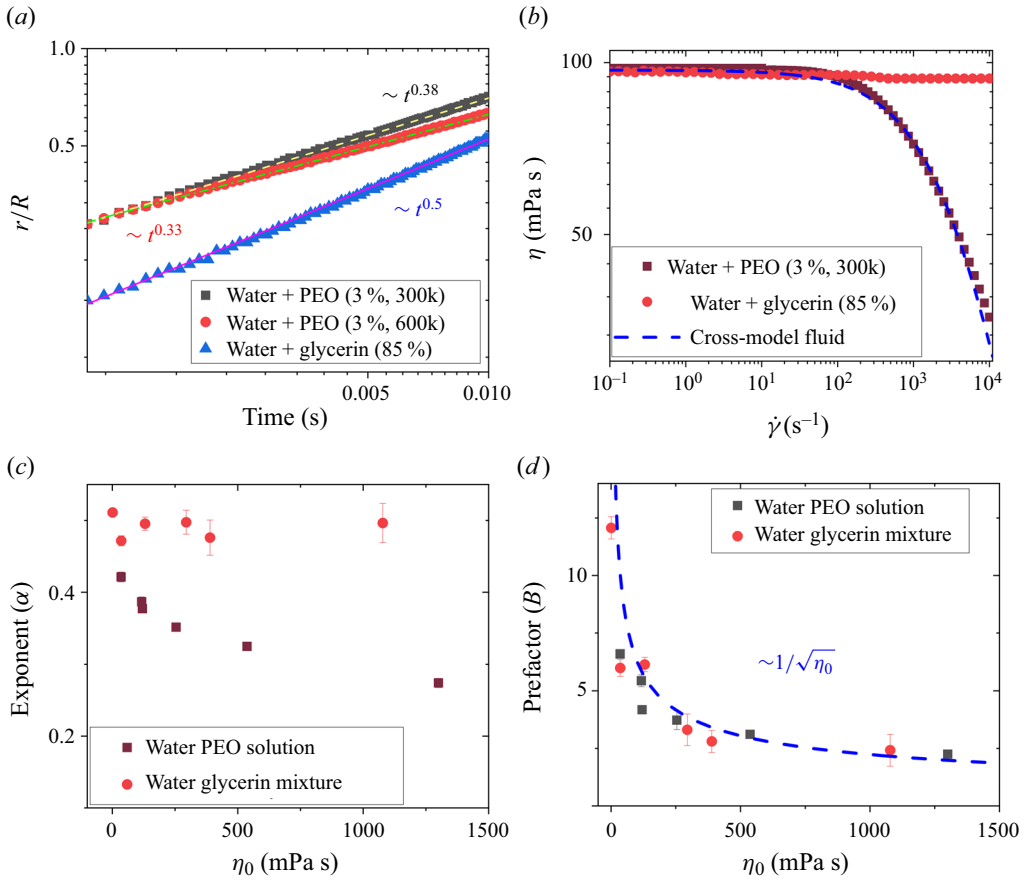 (a)
1.0
0.5
r/R
~ t^0.38
~ t^0.33
~ t^0.5
Water + PEO (3 %, 300k)
Water + PEO (3 %, 600k)
Water + glycerin (85 %)
0.005
0.010
Time (s)
(b)
100
50
η (mPa s)
Water + PEO (3 %, 300k)
Water + glycerin (85 %)
Cross-model fluid
10^−1
10^0
10^1
10^2
10^3
10^4
γ̇ (s^−1)
(c)
0.4
0.2
Exponent (α)
Water PEO solution
Water glycerin mixture
0
500
1000
1500
η₀ (mPa s)
(d)
10
5
Prefactor (B)
Water PEO solution
Water glycerin mixture
~1/√η₀
0
500
1000
1500
η₀ (mPa s)